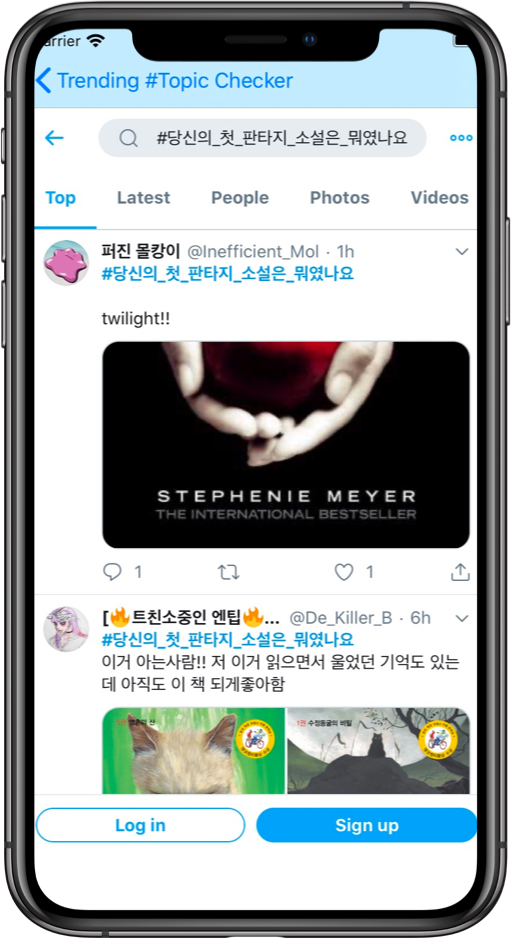 arrier
Trending #Topic Checker
#당신의_첫_판타지_소설은_뭐였나요
Top Latest People Photos Videos
퍼진 몰캉이 @Inefficient_Mol · 1h
#당신의_첫_판타지_소설은_뭐였나요
twilight!!
STEPHENIE MEYER
THE INTERNATIONAL BESTSELLER
1 1
[🔥트친소중인 엔팁🔥... @De_Killer_B · 6h
#당신의_첫_판타지_소설은_뭐였나요
이거 아는사람!! 저 이거 읽으면서 울었던 기억도 있는
데 아직도 이 책 되게좋아함
1권 수정동굴의 비밀
Log in Sign up